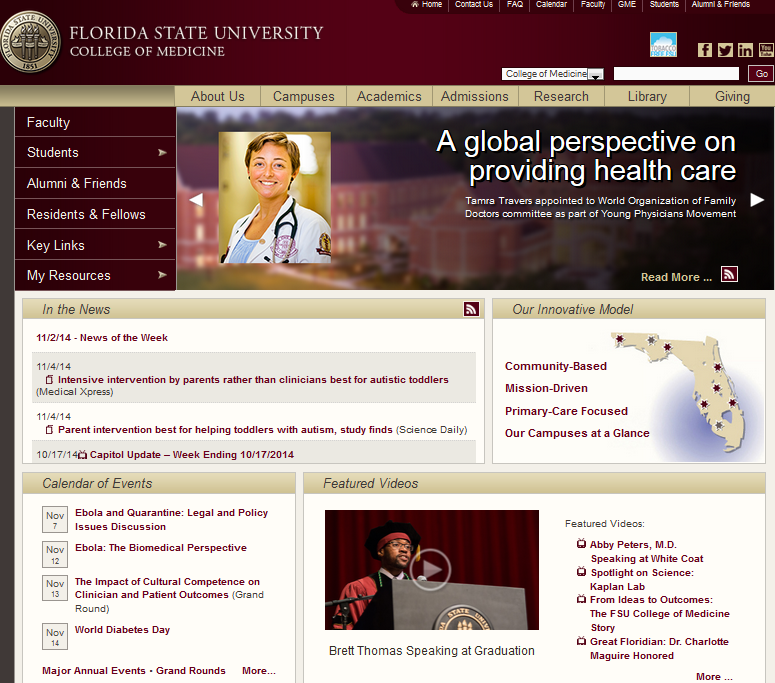 Home Contact Us FAQ Calendar Faculty GME Students Alumni & Friends
FLORIDA STATE UNIVERSITY
COLLEGE OF MEDICINE
1851
TOBACCO
FREE FSU
College of Medicine
Go
About Us Campuses Academics Admissions Research Library Giving
Faculty
Students
Alumni & Friends
Residents & Fellows
Key Links
My Resources
A global perspective on
providing health care
Tamra Travers appointed to World Organization of Family
Doctors committee as part of Young Physicians Movement
Read More ...
In the News
11/2/14 - News of the Week
11/4/14
Intensive intervention by parents rather than clinicians best for autistic toddlers
(Medical Xpress)
11/4/14
Parent intervention best for helping toddlers with autism, study finds (Science Daily)
10/17/14 Capitol Update – Week Ending 10/17/2014
Our Innovative Model
Community-Based
Mission-Driven
Primary-Care Focused
Our Campuses at a Glance
Calendar of Events
Nov
7
Ebola and Quarantine: Legal and Policy
Issues Discussion
Nov
12
Ebola: The Biomedical Perspective
Nov
13
The Impact of Cultural Competence on
Clinician and Patient Outcomes (Grand
Round)
Nov
14
World Diabetes Day
Major Annual Events • Grand Rounds More...
Featured Videos
Brett Thomas Speaking at Graduation
Featured Videos:
Abby Peters, M.D.
Speaking at White Coat
Spotlight on Science:
Kaplan Lab
From Ideas to Outcomes:
The FSU College of Medicine
Story
Great Floridian: Dr. Charlotte
Maguire Honored
More ...